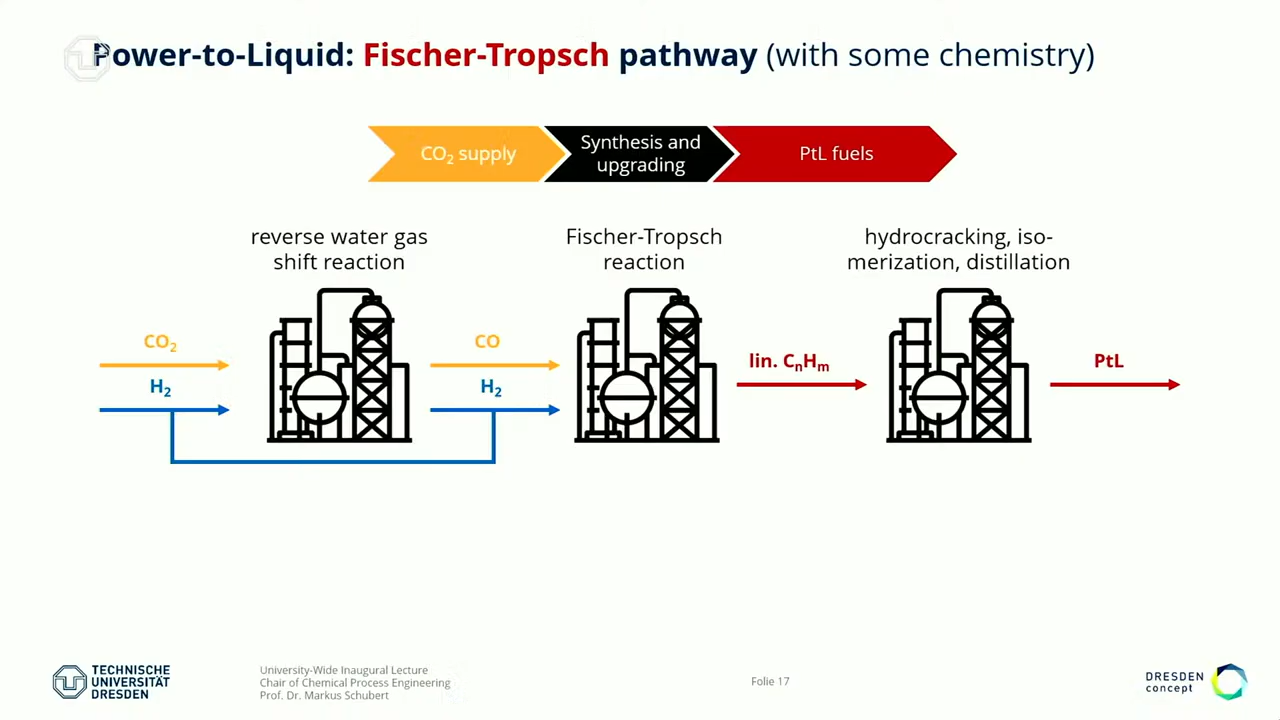 Power-to-Liquid: Fischer-Tropsch pathway (with some chemistry)
CO₂ supply
Synthesis and
upgrading
PtL fuels
reverse water gas
shift reaction
Fischer-Tropsch
reaction
hydrocracking, iso-
merization, distillation
CO₂
H₂
CO
H₂
lin. CₙHₘ
PtL
TECHNISCHE
UNIVERSITÄT
DRESDEN
University-Wide Inaugural Lecture
Chair of Chemical Process Engineering
Prof. Dr. Markus Schubert
Folie 17
DRESDEN
concept